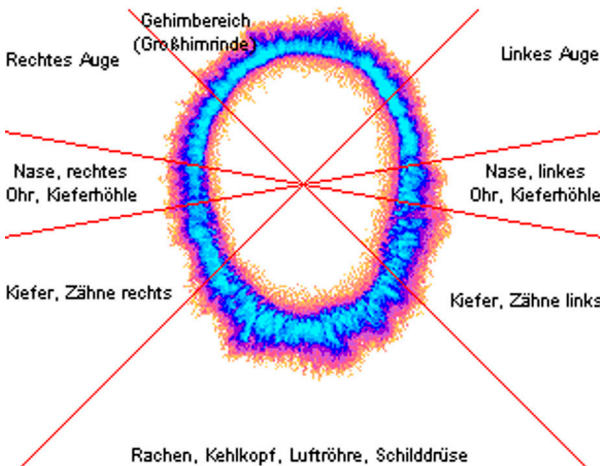 Gehirnbereich
(Großhirnrinde)
Rechtes Auge
Linkes Auge
Nase, rechtes
Ohr, Kieferhöhle
Nase, linkes
Ohr, Kieferhöhle
Kiefer, Zähne rechts
Kiefer, Zähne links
Rachen, Kehlkopf, Luftröhre, Schilddrüse